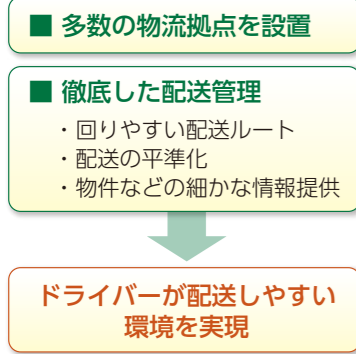 ■ 多数の物流拠点を設置
■ 徹底した配送管理
・回りやすい配送ルート
・配送の平準化
・物件などの細かな情報提供
ドライバーが配送しやすい
環境を実現